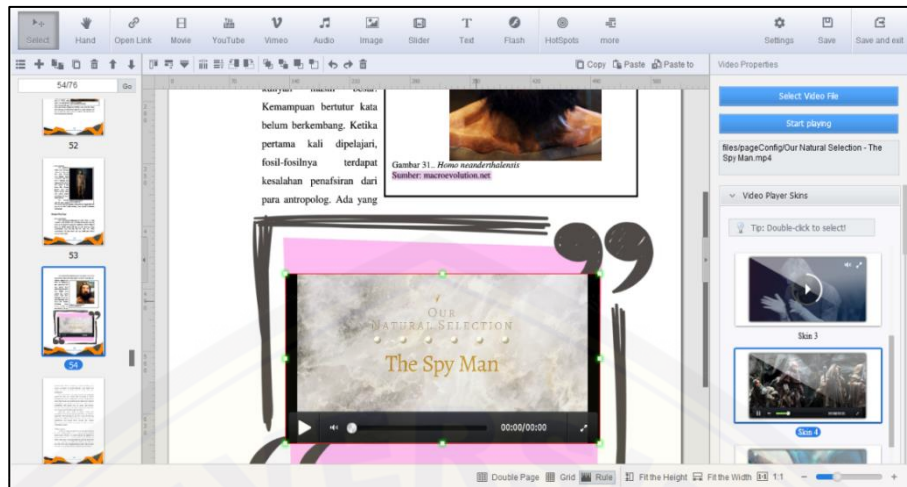 Select Hand Open Link Movie YouTube Vimeo Audio Image Slider Text Flash HotSpots more Settings Save Save and exit
Copy Paste Paste to
Video Properties
54/76 Go
52
53
54
Kemampuan bertutur kata
belum berkembang. Ketika
pertama kali dipelajari,
fosil-fosilnya terdapat
kesalahan penafsiran dari
para antropolog. Ada yang
Gambar 31.. Homo neanderthalensis
Sumber: macroevolution.net
OUR
NATURAL SELECTION
The Spy Man
00:00/00:00
Select Video File
Start playing
files/pageConfig/Our Natural Selection - The
Spy Man.mp4
Video Player Skins
Tip: Double-click to select!
Skin 3
Skin 4
Double Page Grid Rule Fit the Height Fit the Width 1:1